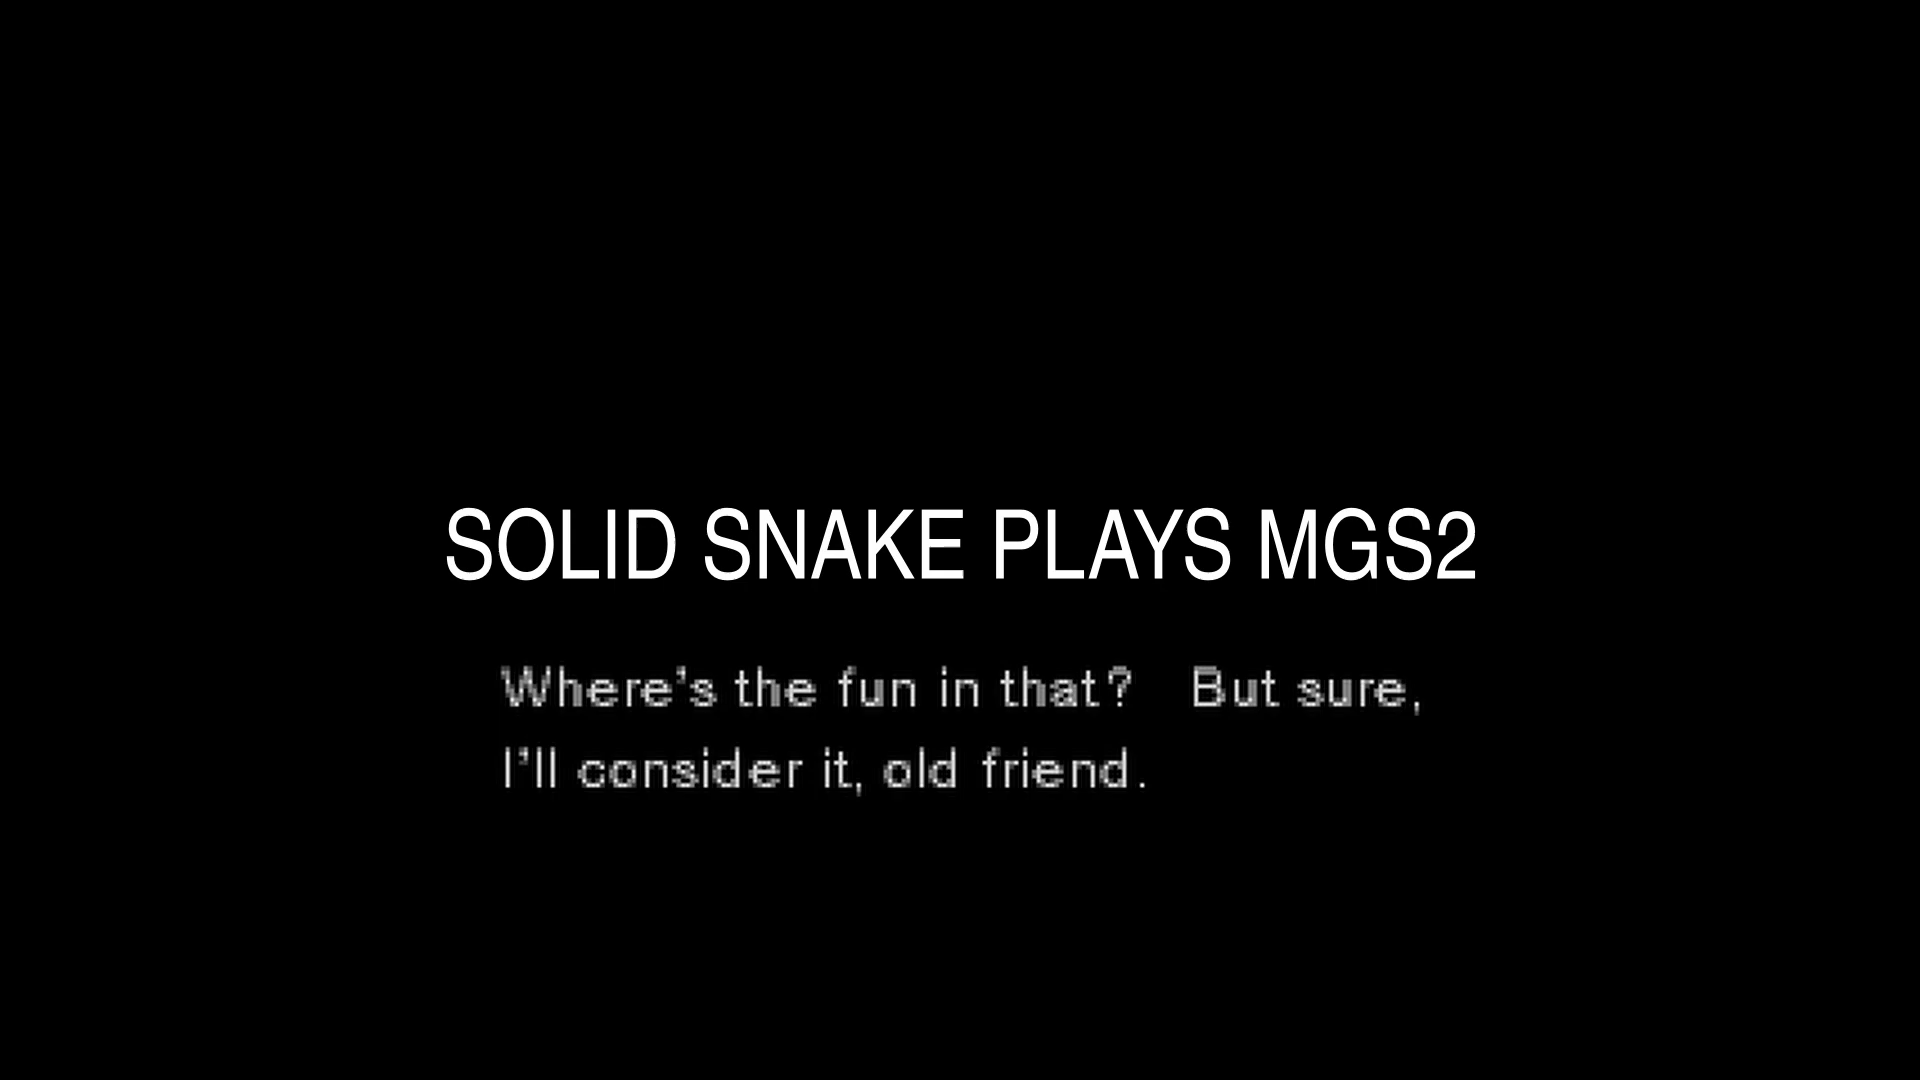 SOLID SNAKE PLAYS MGS2
Where's the fun in that? But sure,
I'll consider it, old friend.